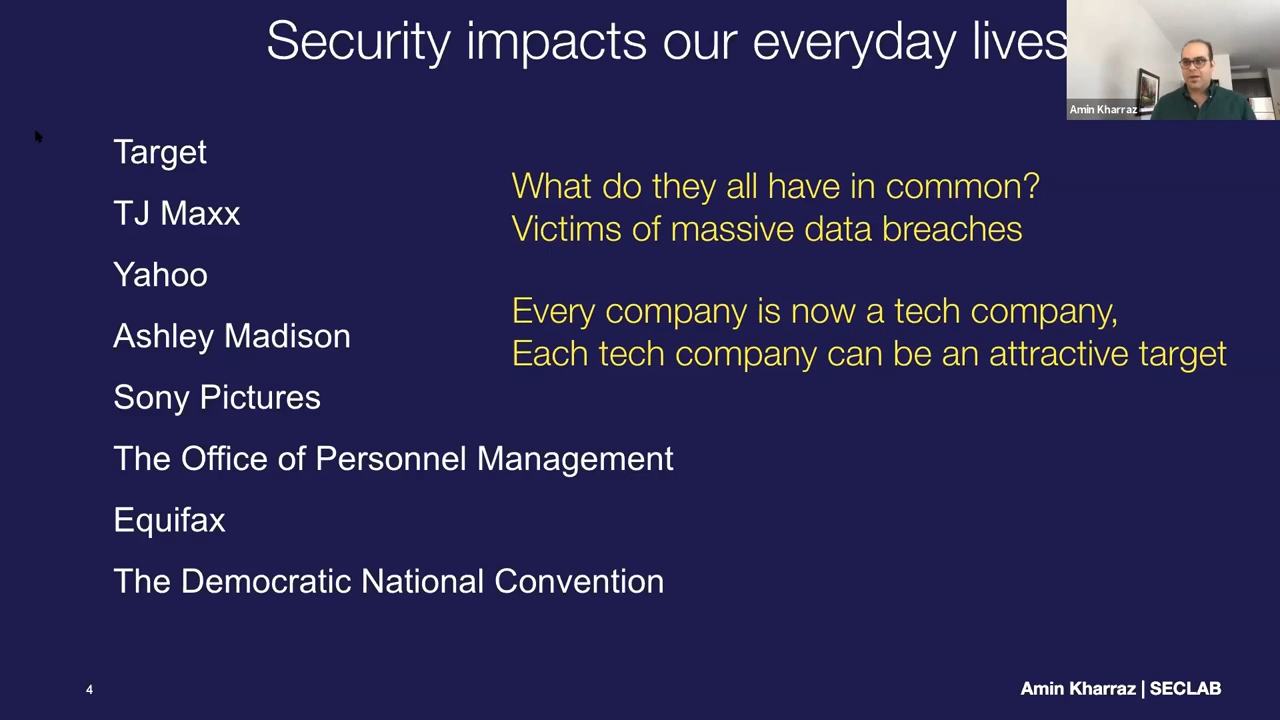 Security impacts our everyday lives
Amin Kharraz
Target
TJ Maxx
Yahoo
Ashley Madison
Sony Pictures
The Office of Personnel Management
Equifax
The Democratic National Convention
What do they all have in common?
Victims of massive data breaches
Every company is now a tech company,
Each tech company can be an attractive target
4
Amin Kharraz | SECLAB